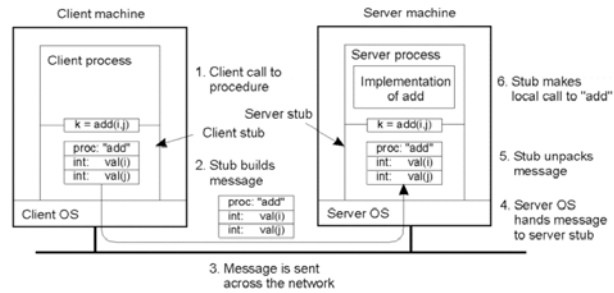 Client machine
Server machine
Client process
1. Client call to
procedure
Server process
Implementation
of add
6. Stub makes
local call to "add"
Server stub
k = add(i,j)
k = add(i,j)
Client stub
proc: "add"
int: val(i)
int: val(j)
2. Stub builds
message
proc: "add"
int: val(i)
int: val(j)
5. Stub unpacks
message
proc: "add"
int: val(i)
int: val(j)
4. Server OS
hands message
to server stub
Client OS
Server OS
3. Message is sent
across the network